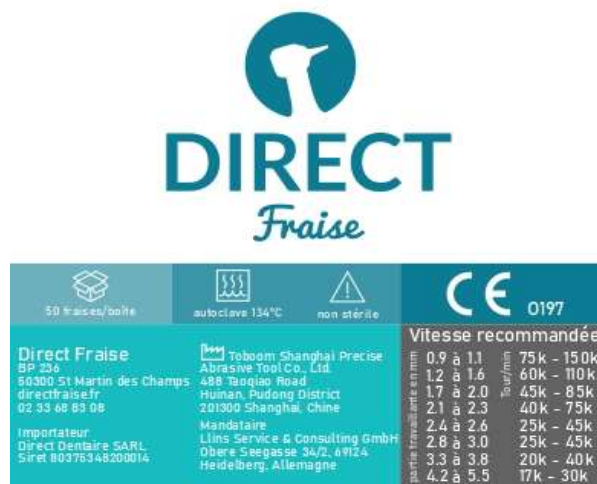 DIRECT
Fraise
50 fraises/boîte
autoclave 134°C
non stérile
CE 0197
Direct Fraise
BP 236
50300 St Martin des Champs
directfraise.fr
02 33 68 83 08
Importateur
Direct Dentaire SARL
Siret 80375348200014
Toboom Shanghai Precise
Abrasive Tool Co., Ltd.
488 Taoqiao Road
Huinan, Pudong District
201300 Shanghai, Chine
Mandataire
Llins Service & Consulting GmbH
Obere Seegasse 34/2, 69124
Heidelberg, Allemagne
Vitesse recommandée
partie travaillante en mm
Tour/min
0.9 à 1.1 75k - 150k
1.2 à 1.6 60k - 110k
1.7 à 2.0 45k - 85k
2.1 à 2.3 40k - 75k
2.4 à 2.6 25k - 45k
2.8 à 3.0 25k - 45k
3.3 à 3.8 20k - 40k
4.2 à 5.5 17k - 30k